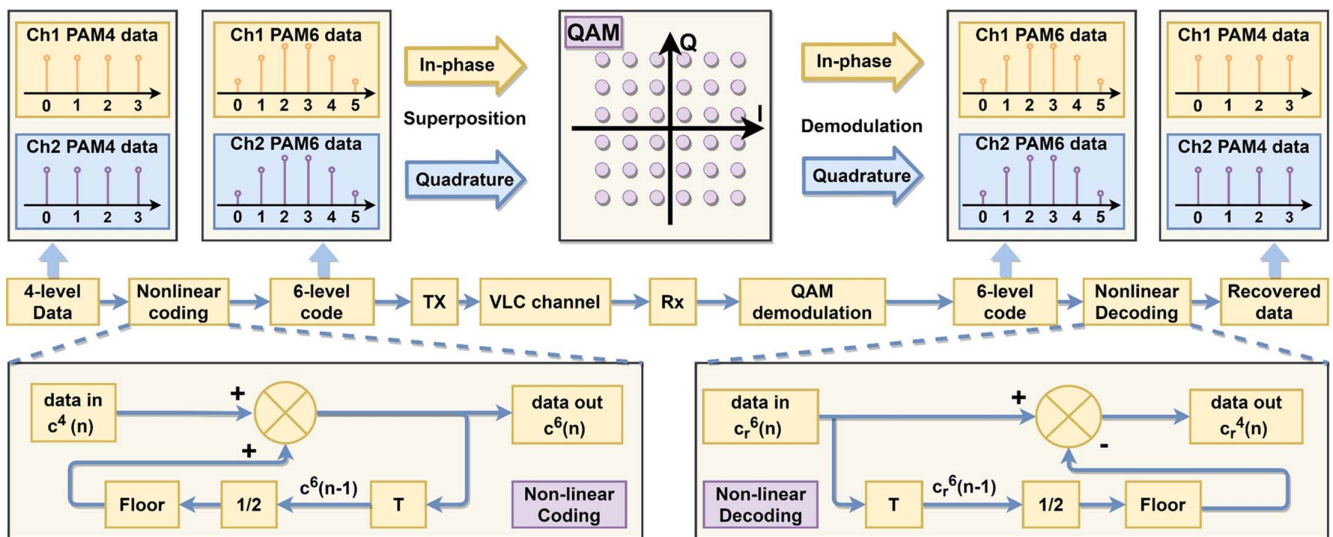 Ch1 PAM4 data
0 1 2 3
Ch2 PAM4 data
0 1 2 3
Ch1 PAM6 data
0 1 2 3 4 5
Ch2 PAM6 data
0 1 2 3 4 5
In-phase
Superposition
Quadrature
QAM
Q
I
In-phase
Demodulation
Quadrature
Ch1 PAM6 data
0 1 2 3 4 5
Ch2 PAM6 data
0 1 2 3 4 5
Ch1 PAM4 data
0 1 2 3
Ch2 PAM4 data
0 1 2 3
4-level
Data
Nonlinear
coding
6-level
code
TX
VLC channel
Rx
QAM
demodulation
6-level
code
Nonlinear
Decoding
Recovered
data
data in
c⁴ (n)
+
+
data out
c⁶(n)
Floor
1/2
c⁶(n-1)
T
Non-linear
Coding
data in
cᵣ⁶(n)
+
-
data out
cᵣ⁴(n)
Non-linear
Decoding
T
cᵣ⁶(n-1)
1/2
Floor